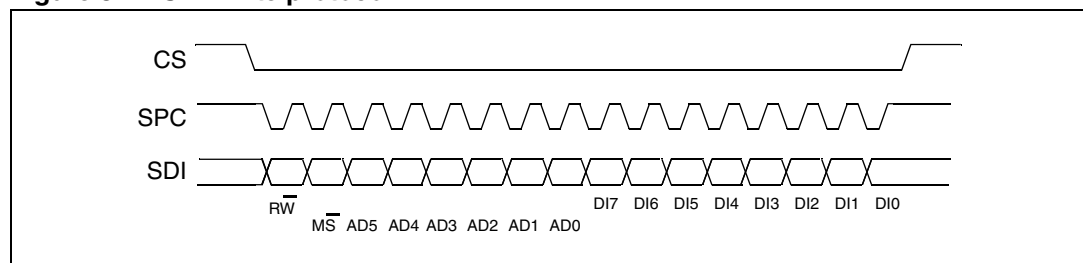 CS
SPC
SDI
RW̅ DI7 DI6 DI5 DI4 DI3 DI2 DI1 DI0
MS̅ AD5 AD4 AD3 AD2 AD1 AD0